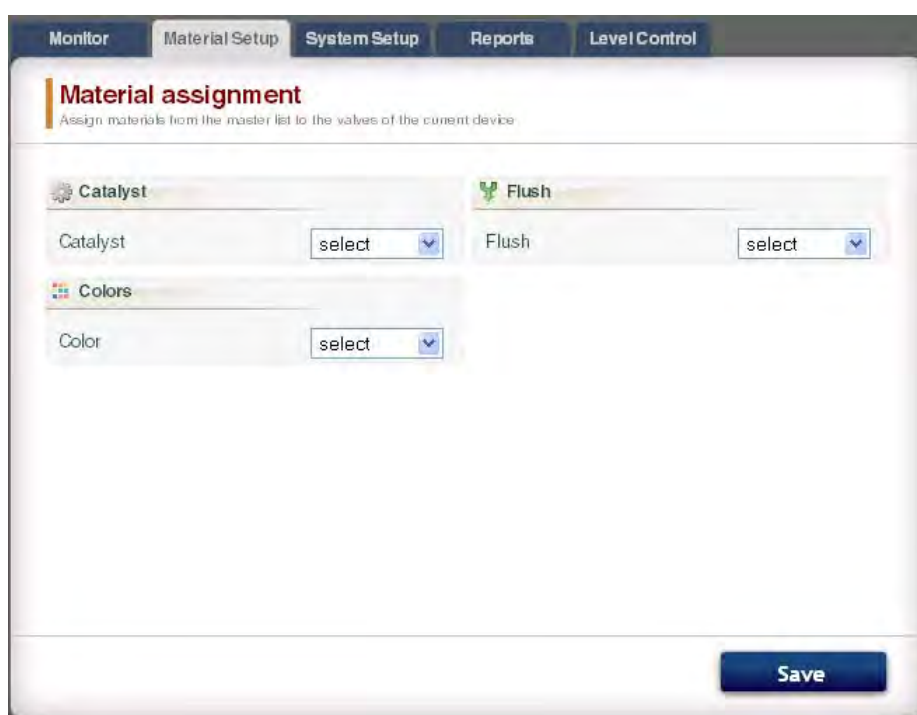 Monitor Material Setup System Setup Reports Level Control
Material assignment
Assign materials from the master list to the valves of the current device
Catalyst
Catalyst select
Flush
Flush select
Colors
Color select
Save